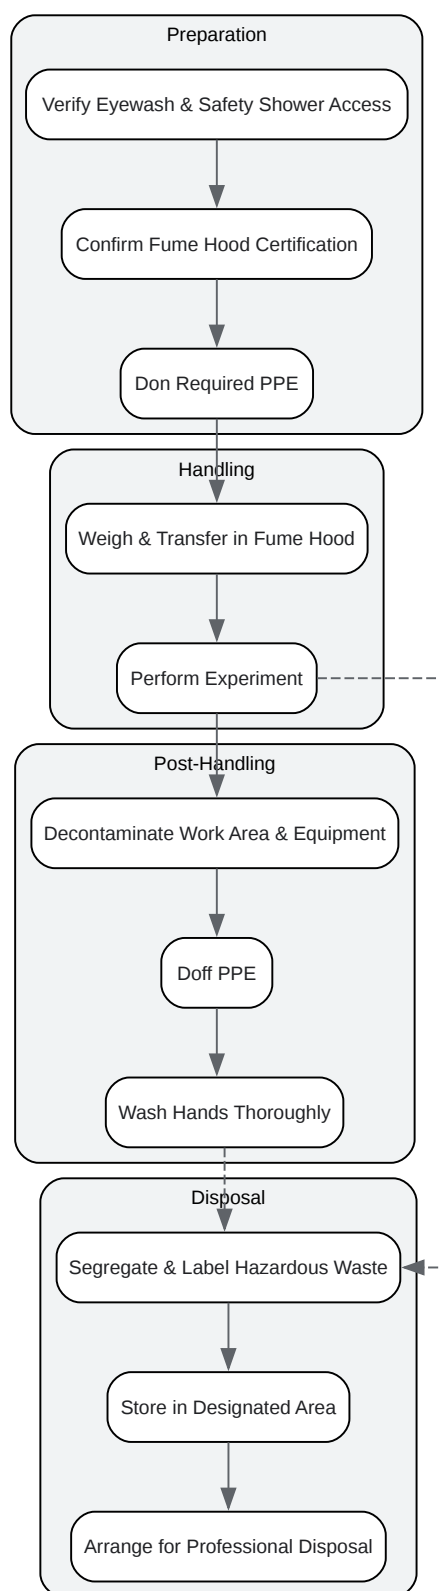 Preparation
Verify Eyewash & Safety Shower Access
Confirm Fume Hood Certification
Don Required PPE
Handling
Weigh & Transfer in Fume Hood
Perform Experiment
Post-Handling
Decontaminate Work Area & Equipment
Doff PPE
Wash Hands Thoroughly
Disposal
Segregate & Label Hazardous Waste
Store in Designated Area
Arrange for Professional Disposal